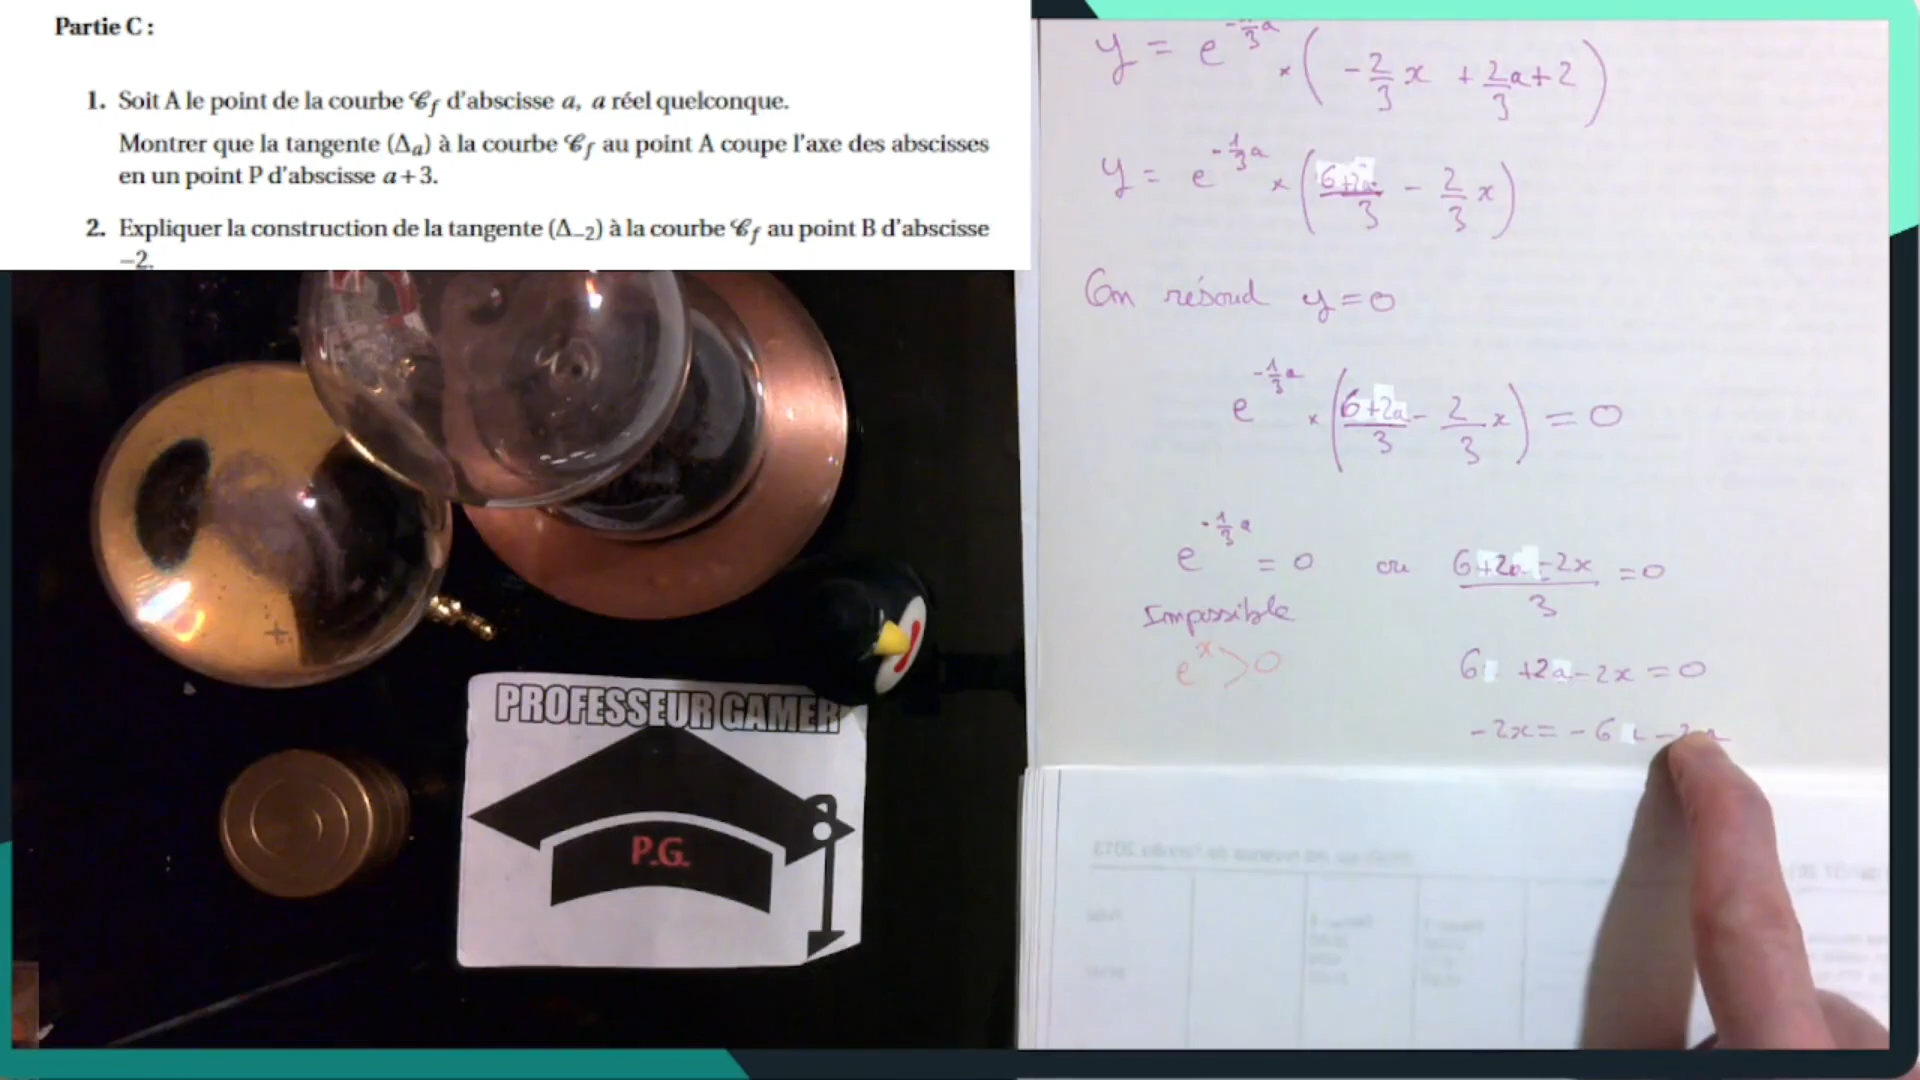 Partie C :
1. Soit A le point de la courbe 𝒞f d'abscisse a, a réel quelconque.
Montrer que la tangente (Δa) à la courbe 𝒞f au point A coupe l'axe des abscisses
en un point P d'abscisse a+3.
2. Expliquer la construction de la tangente (Δ−2) à la courbe 𝒞f au point B d'abscisse
−2.
y = e^(-1/3 a) × (-2/3 x + 2/3 a + 2)
y = e^(-1/3 a) × ((6+2a)/3 - 2/3 x)
On résoud y=0
e^(-1/3 a) × ((6+2a)/3 - 2/3 x) = 0
e^(-1/3 a) = 0 ou (6+2a-2x)/3 = 0
Impossible
e^x > 0
6 +2a-2x = 0
-2x = -6 -2a
PROFESSEUR GAMER
P.G.